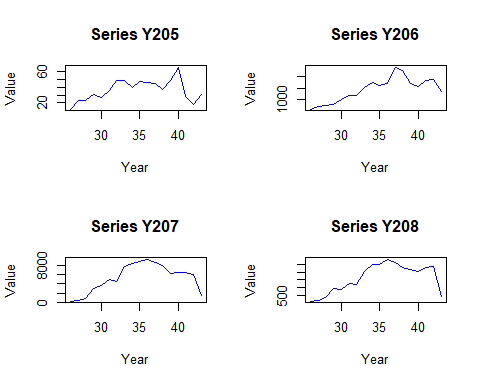 Series Y205
Value
20 60
30 35 40
Year
Series Y206
Value
1000
30 35 40
Year
Series Y207
Value
0 8000
30 35 40
Year
Series Y208
Value
500
30 35 40
Year